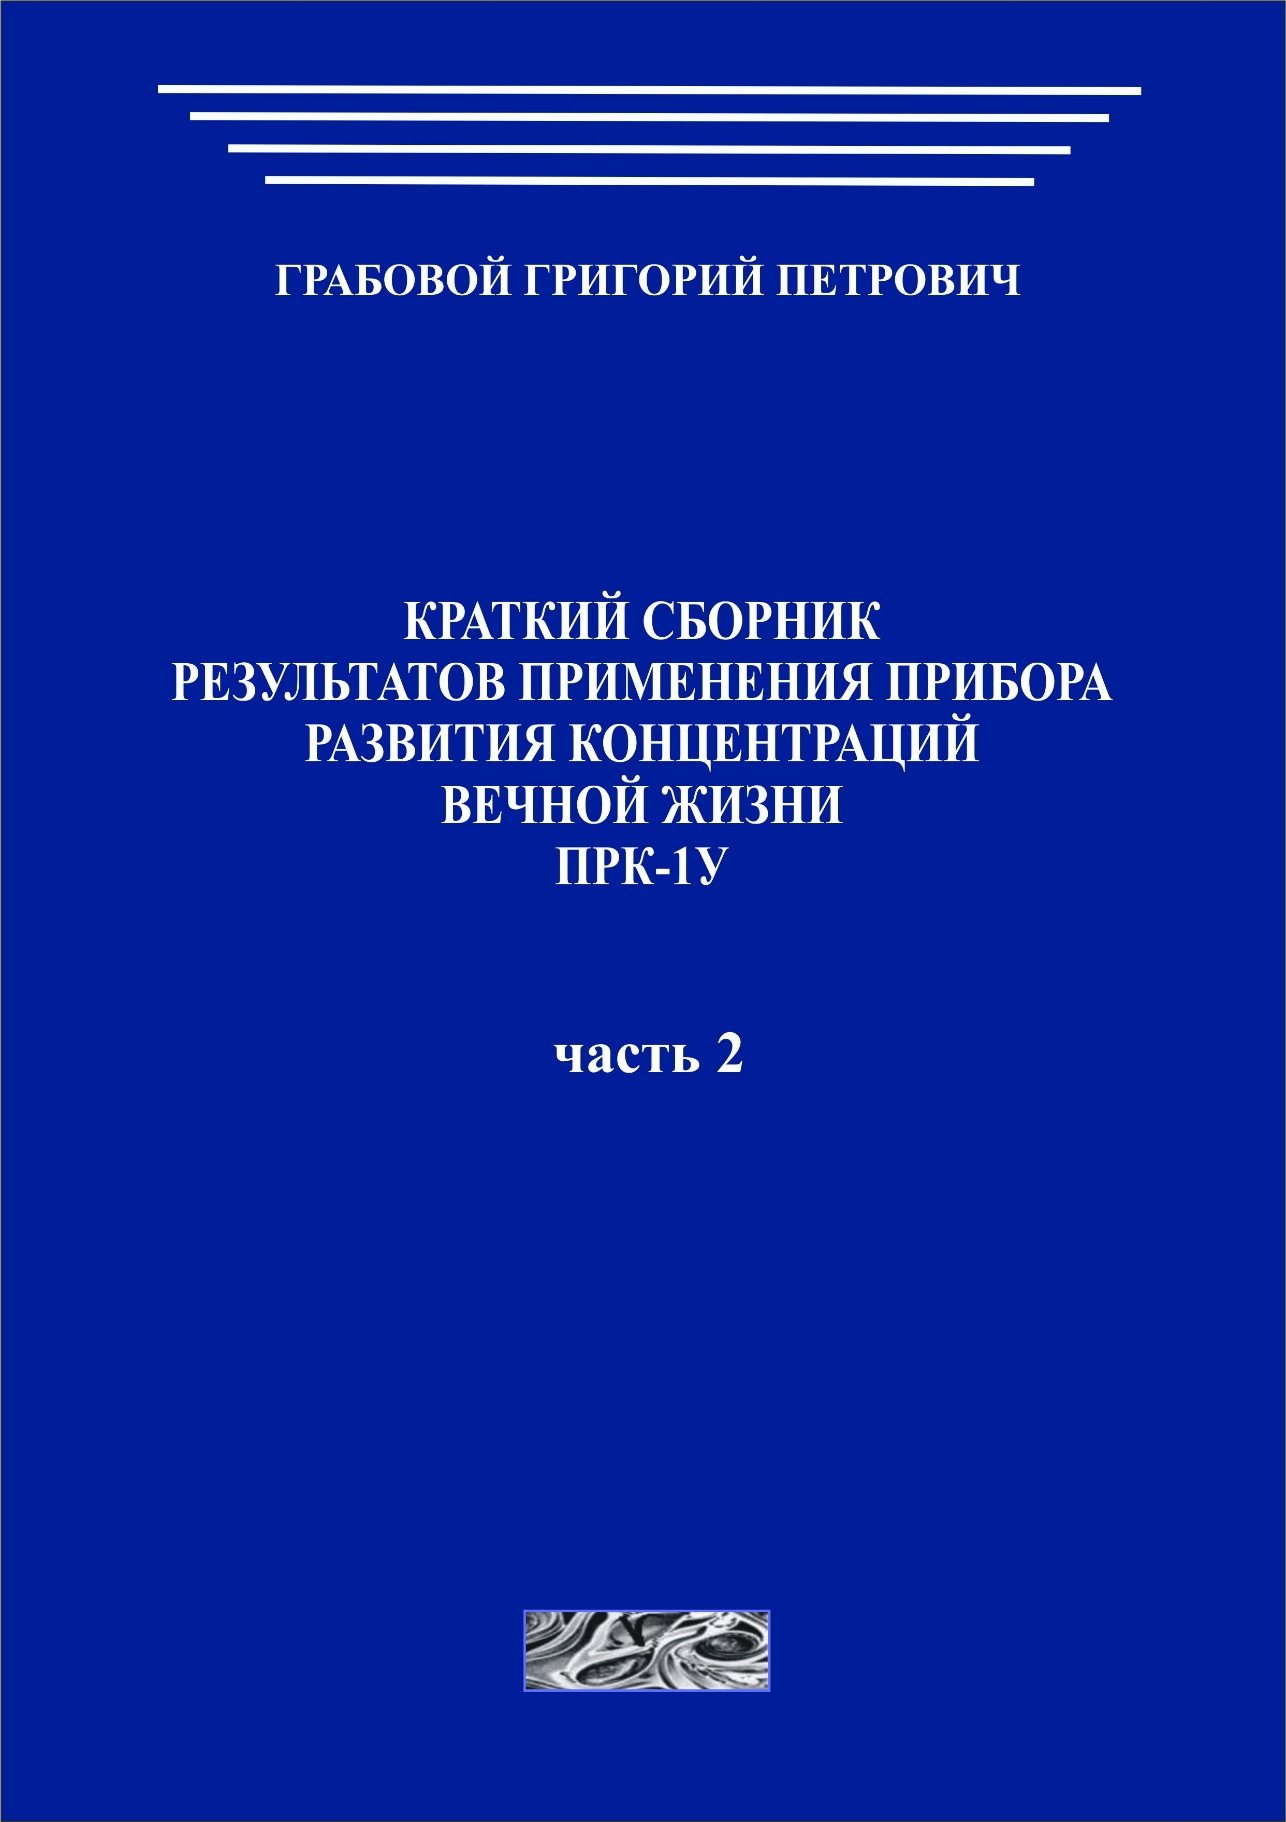 ГРАБОВОЙ ГРИГОРИЙ ПЕТРОВИЧ
КРАТКИЙ СБОРНИК
РЕЗУЛЬТАТОВ ПРИМЕНЕНИЯ ПРИБОРА
РАЗВИТИЯ КОНЦЕНТРАЦИЙ
ВЕЧНОЙ ЖИЗНИ
ПРК-1У
часть 2